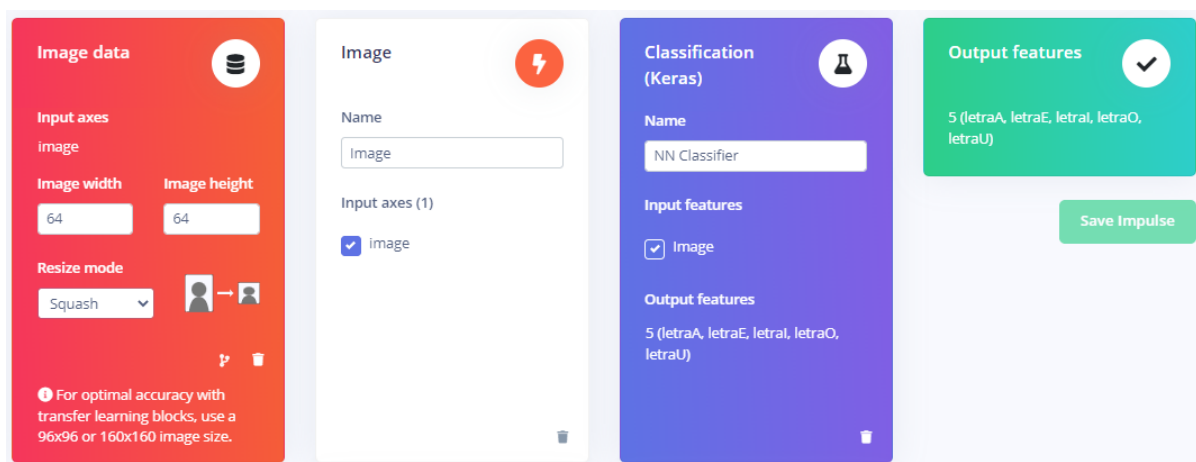 Image data
Input axes
image
Image width Image height
64 64
Resize mode
Squash
For optimal accuracy with
transfer learning blocks, use a
96x96 or 160x160 image size.
Image
Name
Image
Input axes (1)
image
Classification
(Keras)
Name
NN Classifier
Input features
Image
Output features
5 (letraA, letraE, letraI, letraO,
letraU)
Output features
5 (letraA, letraE, letraI, letraO,
letraU)
Save Impulse